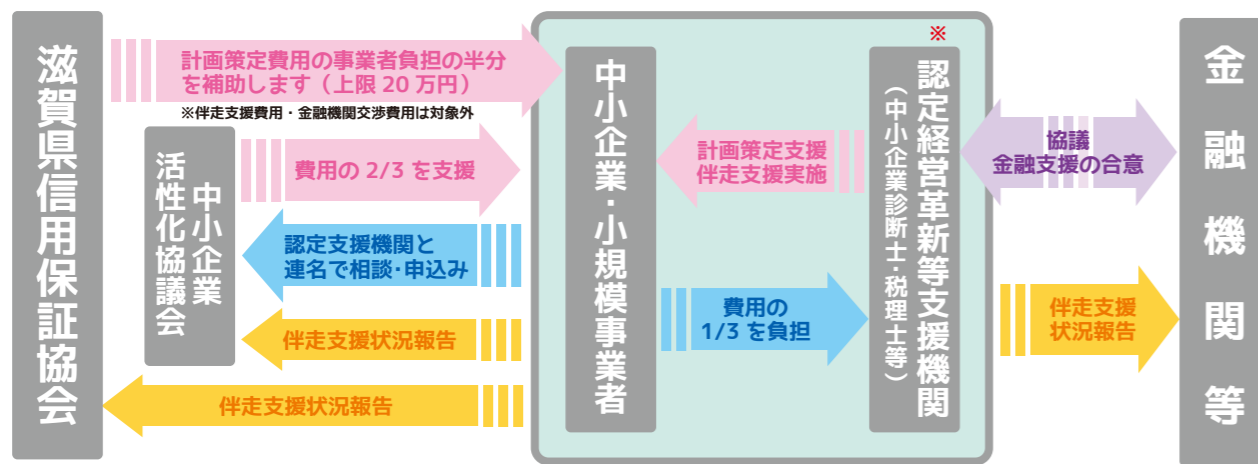 滋賀県信用保証協会
計画策定費用の事業者負担の半分
を補助します（上限 20 万円）
※伴走支援費用・金融機関交渉費用は対象外
中小企業
活性化協議会
費用の 2/3 を支援
認定支援機関と
連名で相談・申込み
伴走支援状況報告
伴走支援状況報告
中小企業・小規模事業者
計画策定支援
伴走支援実施
費用の
1/3 を負担
※
認定経営革新等支援機関
（中小企業診断士・税理士等）
協議
金融支援の合意
伴走支援
状況報告
金融機関等